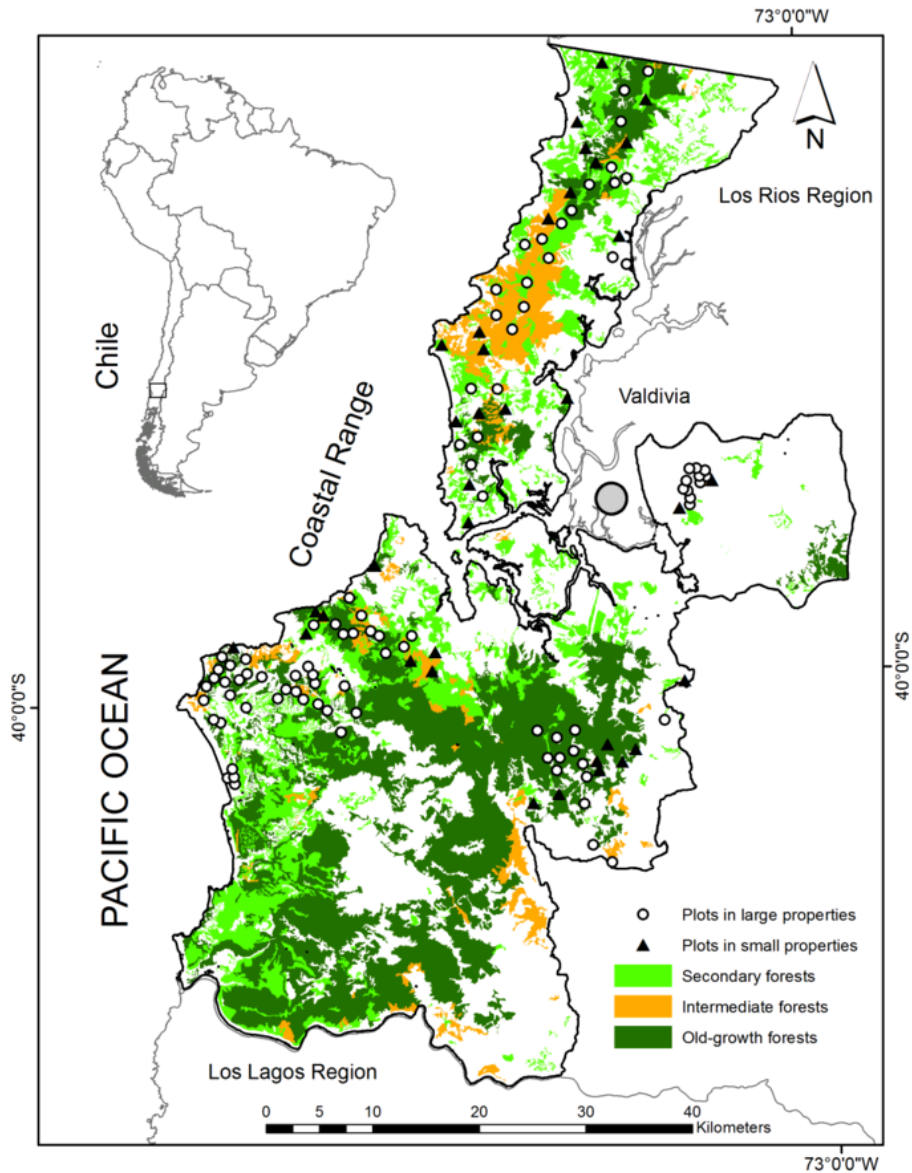 73°0'0"W
N
Los Rios Region
Chile
Valdivia
Coastal Range
40°0'0"S
40°0'0"S
PACIFIC OCEAN
Plots in large properties
Plots in small properties
Secondary forests
Intermediate forests
Old-growth forests
Los Lagos Region
0 5 10 20 30 40
Kilometers
73°0'0"W